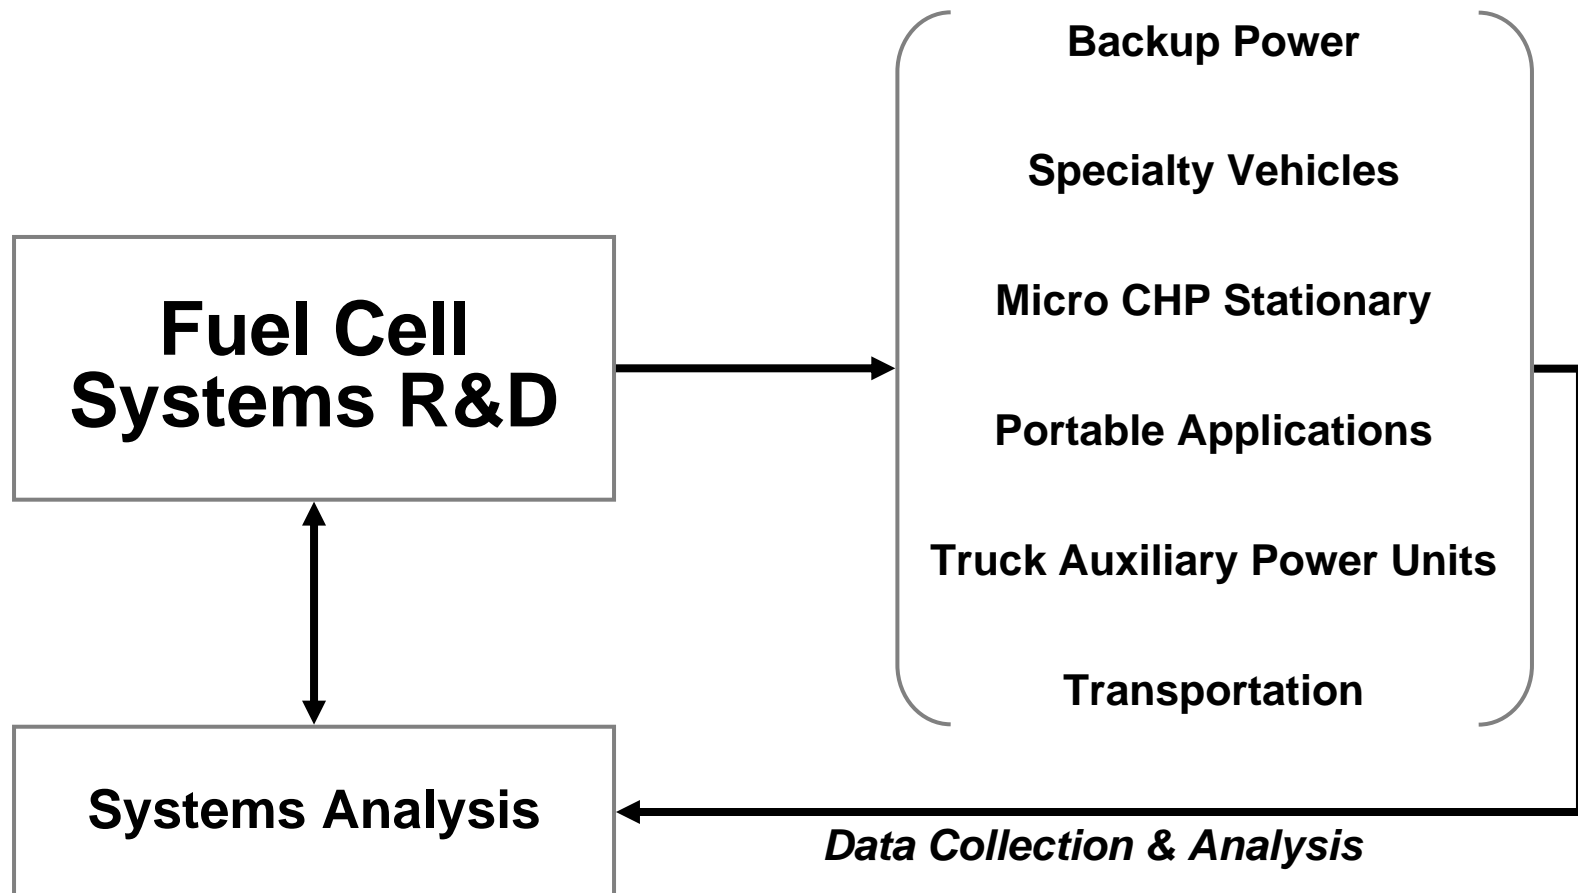 Backup Power
Specialty Vehicles
Micro CHP Stationary
Portable Applications
Truck Auxiliary Power Units
Transportation
Fuel Cell
Systems R&D
Systems Analysis
Data Collection & Analysis